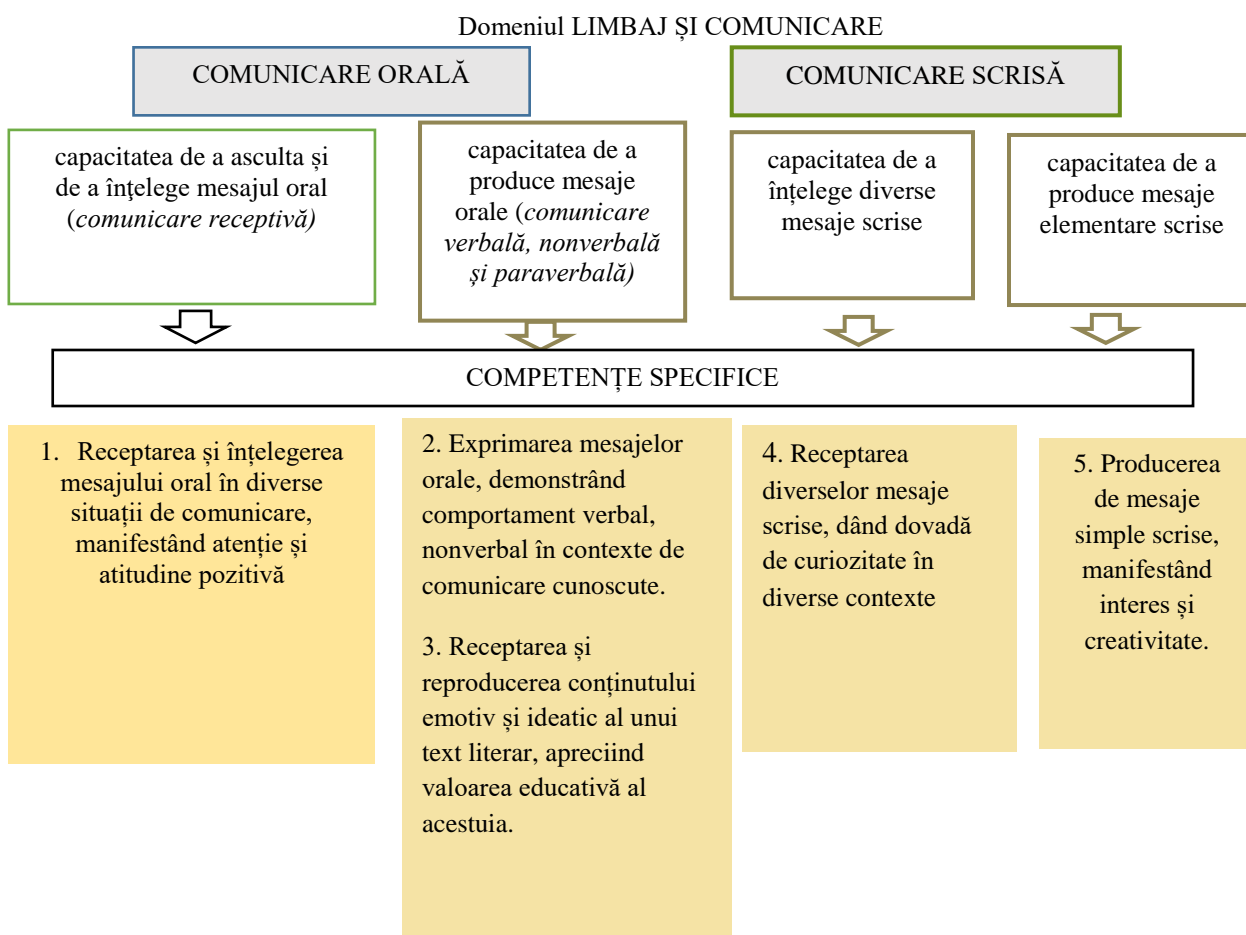 Domeniul LIMBAJ ȘI COMUNICARE
COMUNICARE ORALĂ
COMUNICARE SCRISĂ
capacitatea de a asculta și
de a înţelege mesajul oral
(comunicare receptivă)
capacitatea de a
produce mesaje
orale (comunicare
verbală, nonverbală
și paraverbală)
capacitatea de a
înțelege diverse
mesaje scrise
capacitatea de a
produce mesaje
elementare scrise
COMPETENȚE SPECIFICE
1. Receptarea și înțelegerea
mesajului oral în diverse
situații de comunicare,
manifestând atenție și
atitudine pozitivă
2. Exprimarea mesajelor
orale, demonstrând
comportament verbal,
nonverbal în contexte de
comunicare cunoscute.
3. Receptarea și
reproducerea conținutului
emotiv și ideatic al unui
text literar, apreciind
valoarea educativă al
acestuia.
4. Receptarea
diverselor mesaje
scrise, dând dovadă
de curiozitate în
diverse contexte
5. Producerea
de mesaje
simple scrise,
manifestând
interes și
creativitate.